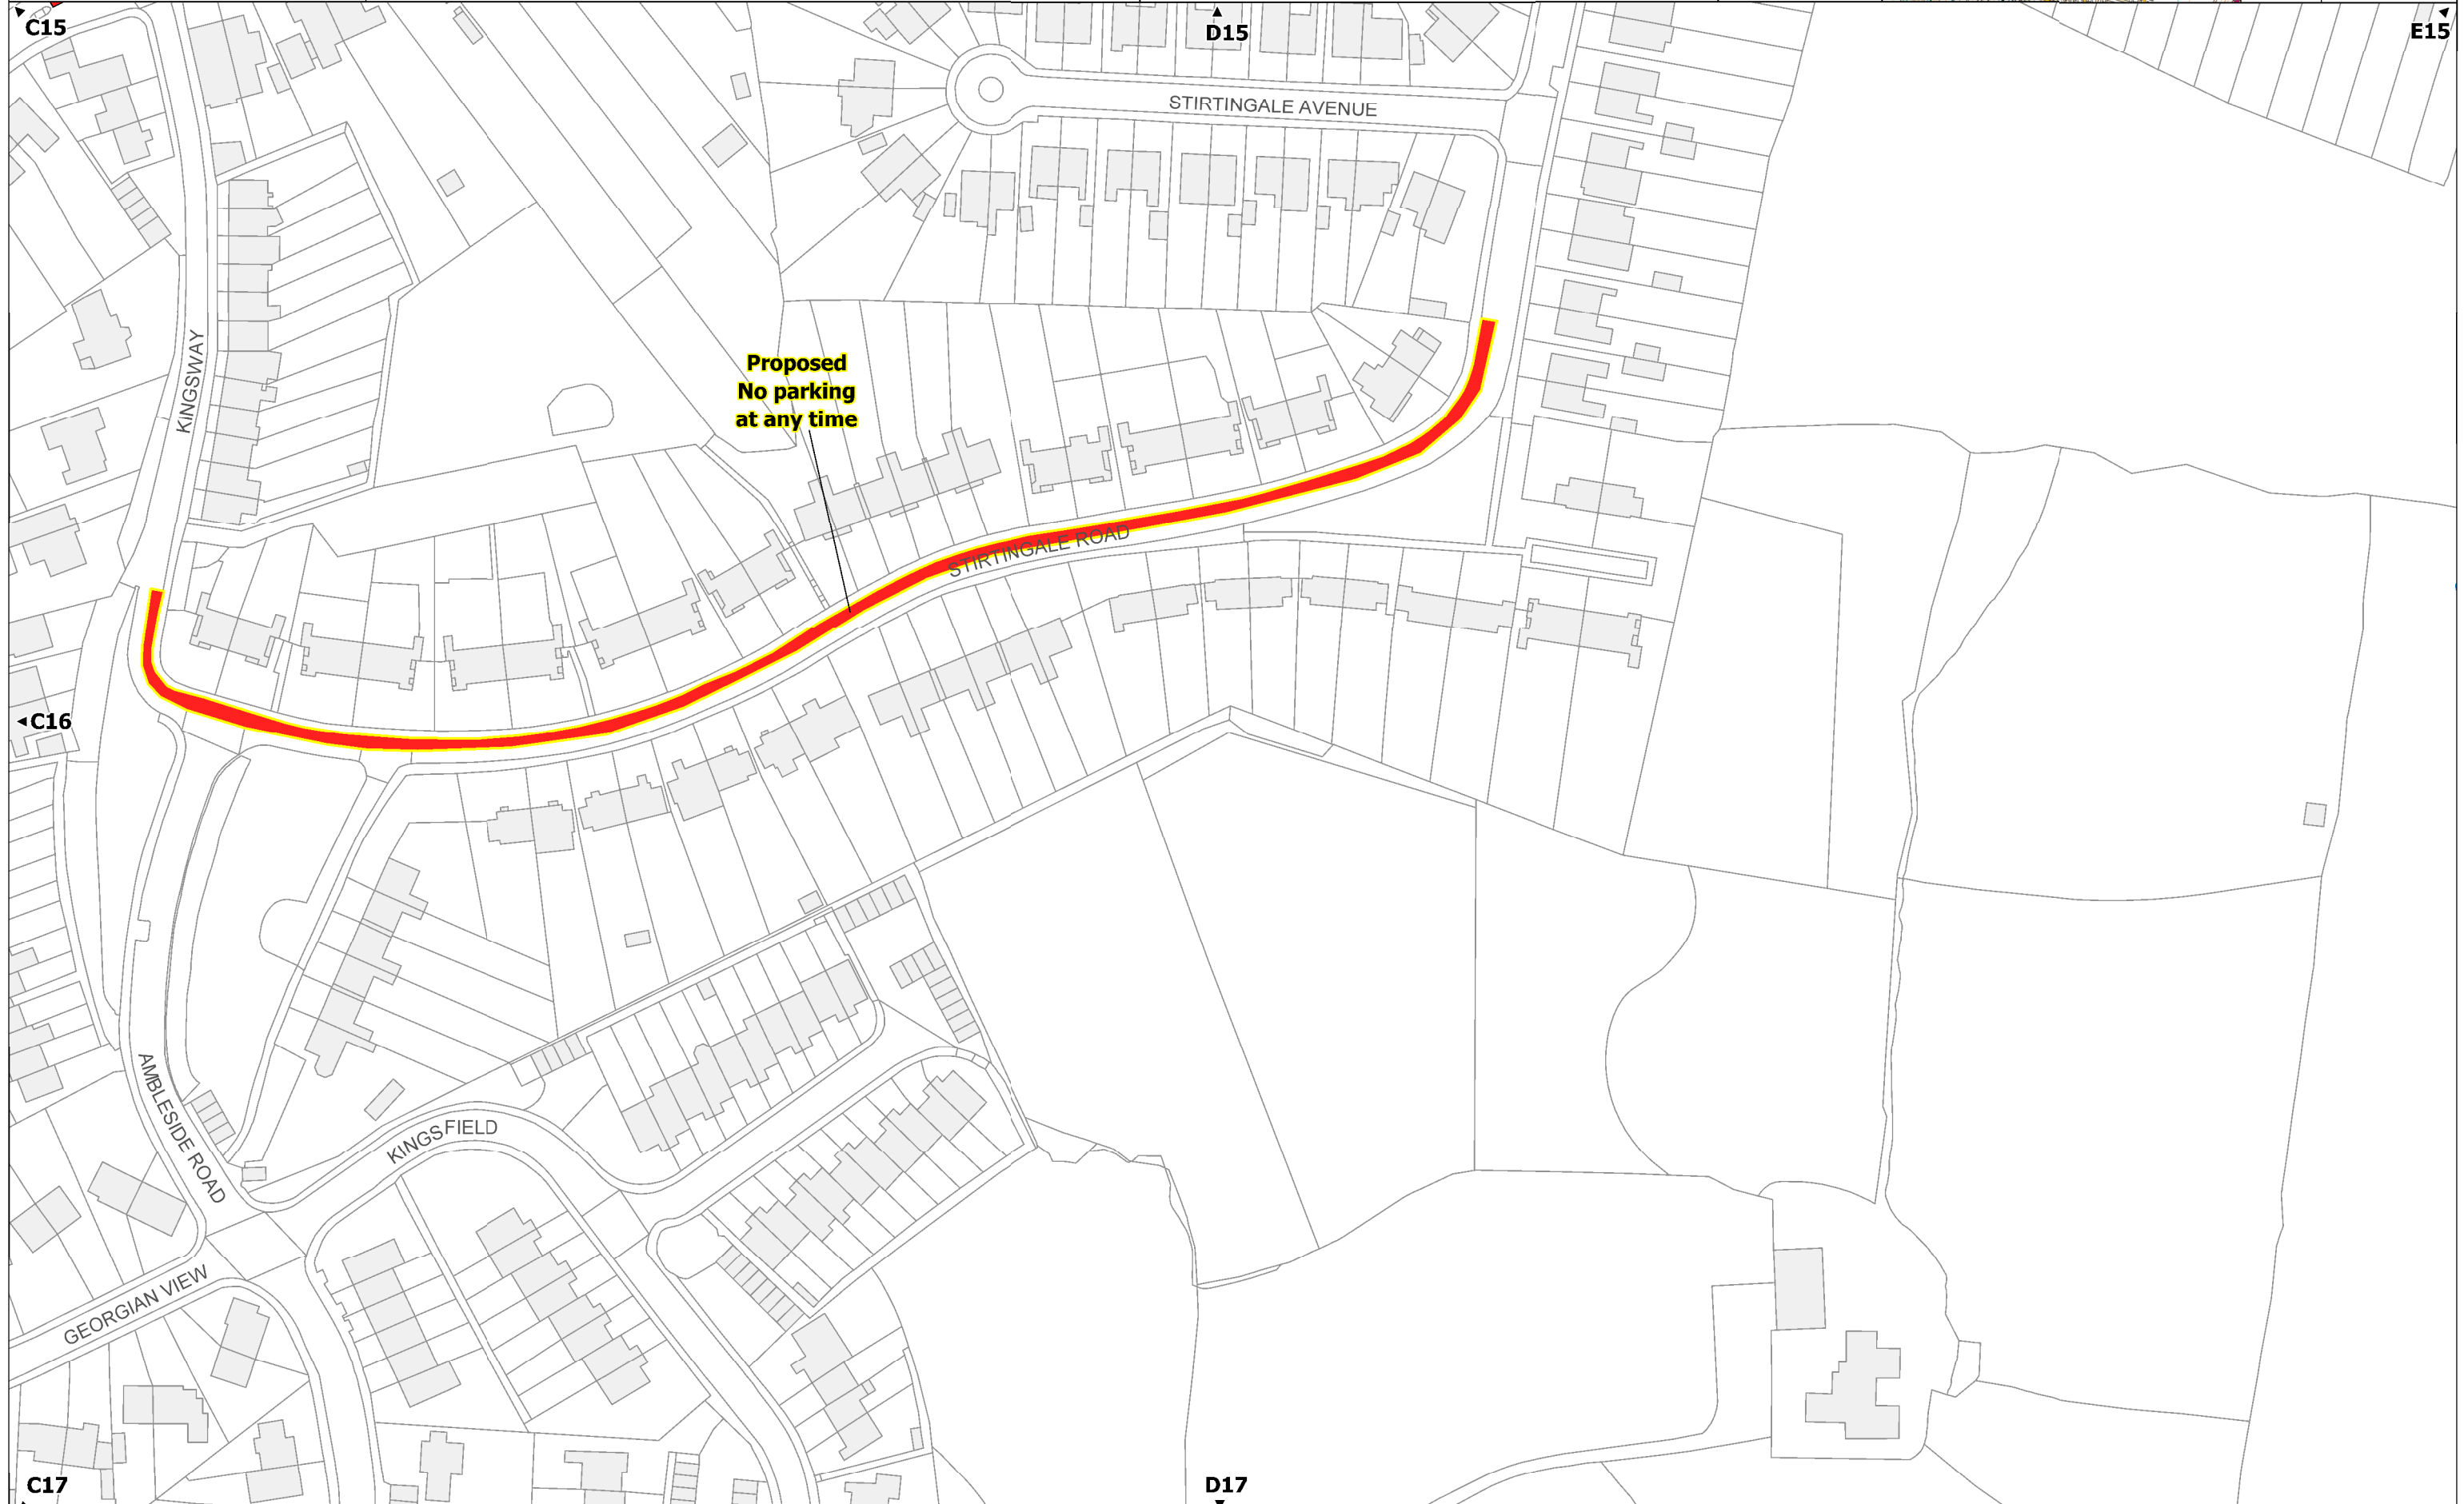 C15
D15
E15
STIRTINGALE AVENUE
KINGSWAY
Proposed
No parking
at any time
STIRTINGALE ROAD
C16
AMBLESIDE ROAD
KINGSFIELD
GEORGIAN VIEW
C17
D17